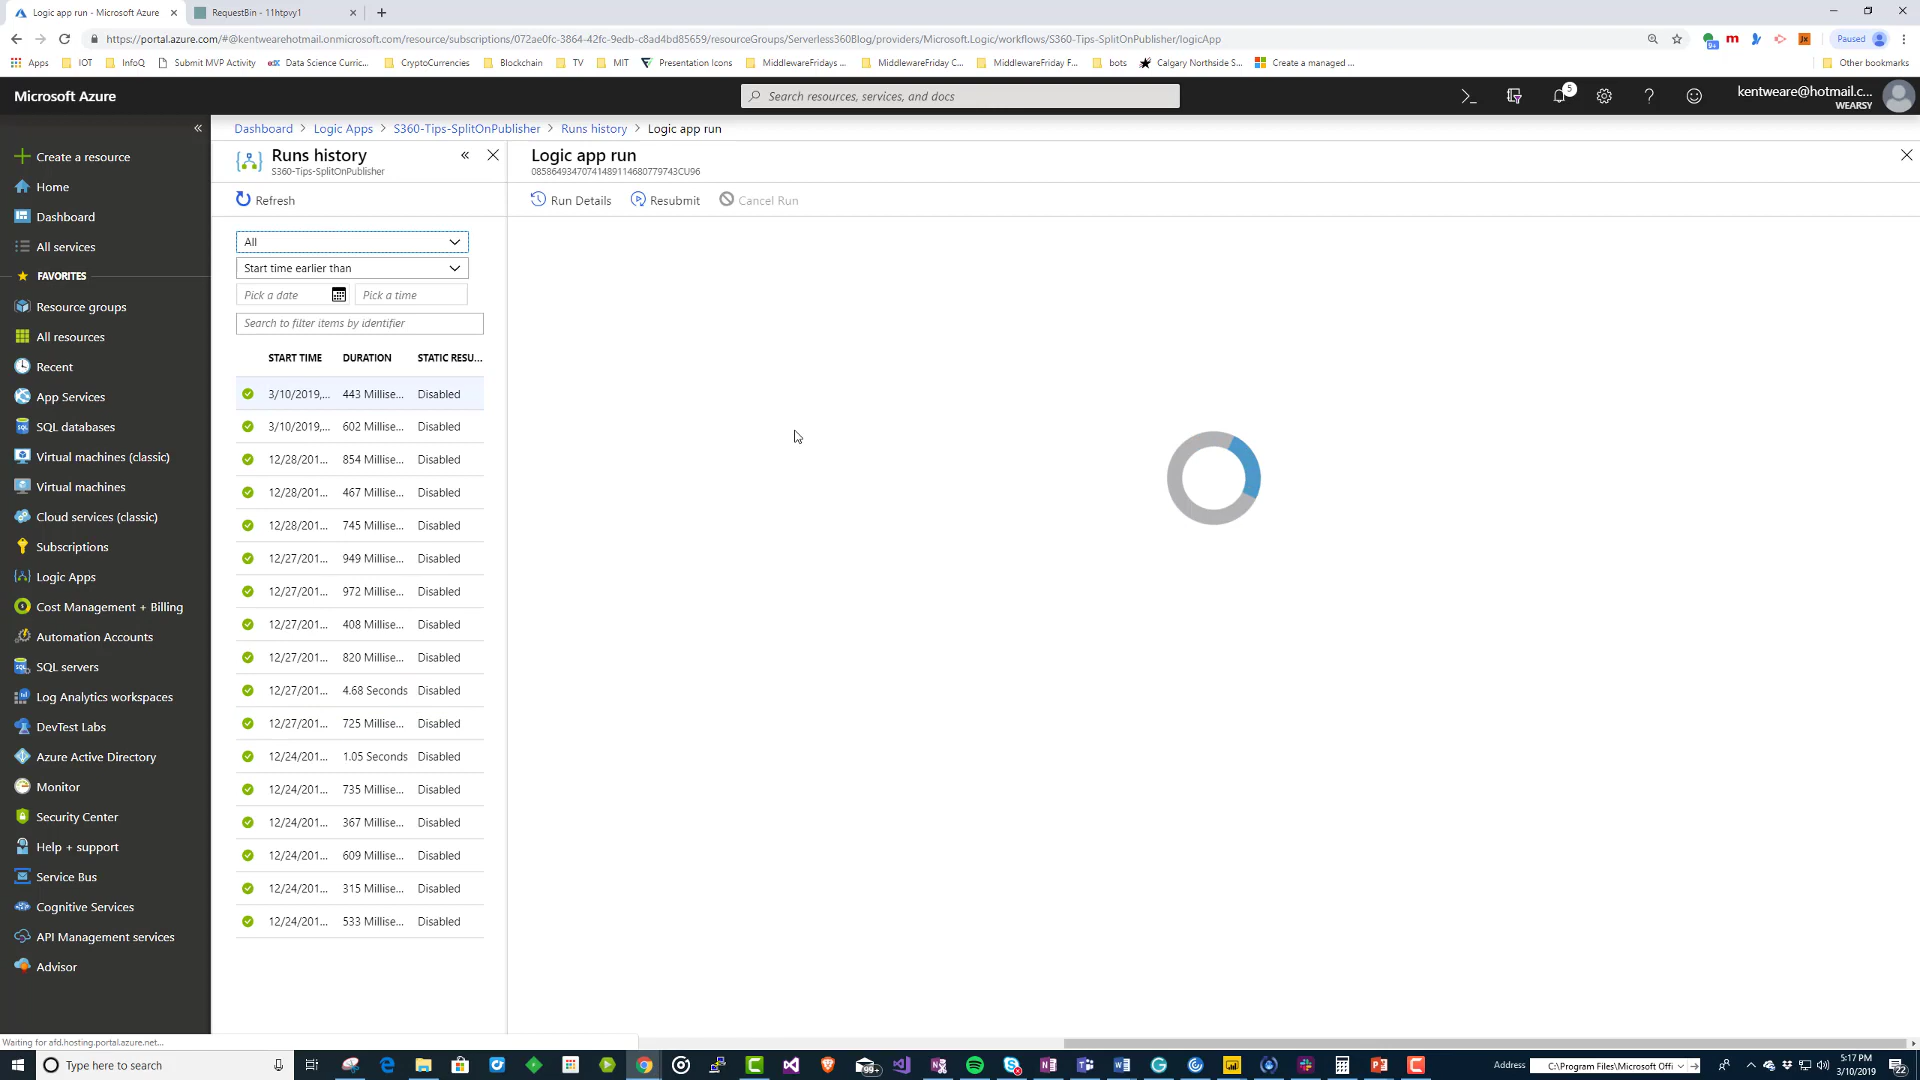 Logic app run - Microsoft Azure
RequestBin - 11htpvy1
https://portal.azure.com/#@kentwearehotmail.onmicrosoft.com/resource/subscriptions/072ae0fc-3864-42fc-9edb-c8ad4bd85659/resourceGroups/Serverless360Blog/providers/Microsoft.Logic/workflows/S360-Tips-SplitOnPublisher/logicApp
Paused
Apps IOT InfoQ Submit MVP Activity Data Science Curric... CryptoCurrencies Blockchain TV MIT Presentation Icons MiddlewareFridays ... MiddlewareFriday C... MiddlewareFriday F... bots Calgary Northside S... Create a managed ... Other bookmarks
Microsoft Azure
Search resources, services, and docs
5
kentweare@hotmail.c...
WEARSY
Dashboard > Logic Apps > S360-Tips-SplitOnPublisher > Runs history > Logic app run
Create a resource
Home
Dashboard
All services
FAVORITES
Resource groups
All resources
Recent
App Services
SQL databases
Virtual machines (classic)
Virtual machines
Cloud services (classic)
Subscriptions
Logic Apps
Cost Management + Billing
Automation Accounts
SQL servers
Log Analytics workspaces
DevTest Labs
Azure Active Directory
Monitor
Security Center
Help + support
Service Bus
Cognitive Services
API Management services
Advisor
Runs history
S360-Tips-SplitOnPublisher
Refresh
All
Start time earlier than
Pick a date Pick a time
Search to filter items by identifier
START TIME DURATION STATIC RESU...
3/10/2019,... 443 Millise... Disabled
3/10/2019,... 602 Millise... Disabled
12/28/201... 854 Millise... Disabled
12/28/201... 467 Millise... Disabled
12/28/201... 745 Millise... Disabled
12/27/201... 949 Millise... Disabled
12/27/201... 972 Millise... Disabled
12/27/201... 408 Millise... Disabled
12/27/201... 820 Millise... Disabled
12/27/201... 4.68 Seconds Disabled
12/27/201... 725 Millise... Disabled
12/24/201... 1.05 Seconds Disabled
12/24/201... 735 Millise... Disabled
12/24/201... 367 Millise... Disabled
12/24/201... 609 Millise... Disabled
12/24/201... 315 Millise... Disabled
12/24/201... 533 Millise... Disabled
Logic app run
Run Details Resubmit Cancel Run
Waiting for afd.hosting.portal.azure.net...
Type here to search
99+
Address C:\Program Files\Microsoft Offi
5:17 PM
3/10/2019
22